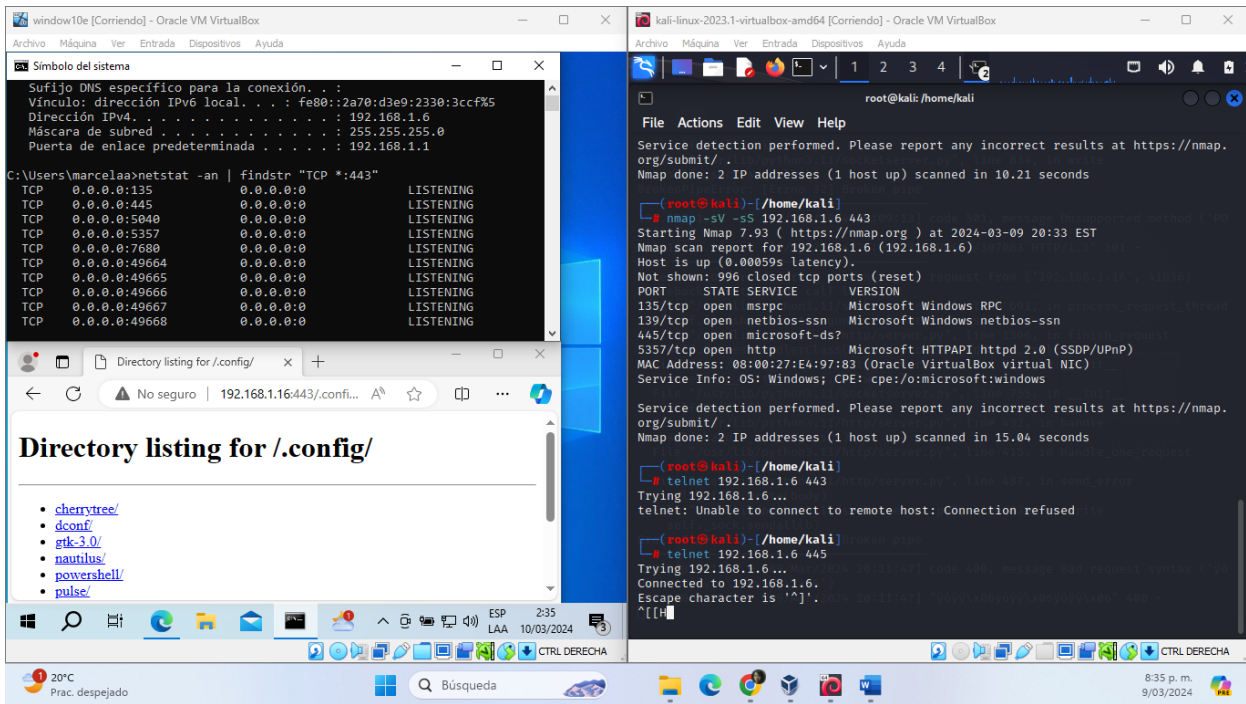 window10e [Corriendo] - Oracle VM VirtualBox
Archivo Máquina Ver Entrada Dispositivos Ayuda
Símbolo del sistema
Sufijo DNS específico para la conexión. . :
Vínculo: dirección IPv6 local. . . : fe80::2a70:d3e9:2330:3ccf%5
Dirección IPv4. . . . . . . . . . . . . . : 192.168.1.6
Máscara de subred . . . . . . . . . . . . : 255.255.255.0
Puerta de enlace predeterminada . . . . . : 192.168.1.1
C:\Users\marcelaa>netstat -an | findstr "TCP *:443"
TCP 0.0.0.0:135 0.0.0.0:0 LISTENING
TCP 0.0.0.0:445 0.0.0.0:0 LISTENING
TCP 0.0.0.0:5040 0.0.0.0:0 LISTENING
TCP 0.0.0.0:5357 0.0.0.0:0 LISTENING
TCP 0.0.0.0:7680 0.0.0.0:0 LISTENING
TCP 0.0.0.0:49664 0.0.0.0:0 LISTENING
TCP 0.0.0.0:49665 0.0.0.0:0 LISTENING
TCP 0.0.0.0:49666 0.0.0.0:0 LISTENING
TCP 0.0.0.0:49667 0.0.0.0:0 LISTENING
TCP 0.0.0.0:49668 0.0.0.0:0 LISTENING
Directory listing for /.config/
No seguro | 192.168.1.16:443/.confi...
Directory listing for /.config/
cherrytree/
dconf/
gtk-3.0/
nautilus/
powershell/
pulse/
ESP 2:35
LAA 10/03/2024 3
CTRL DERECHA
kali-linux-2023.1-virtualbox-amd64 [Corriendo] - Oracle VM VirtualBox
Archivo Máquina Ver Entrada Dispositivos Ayuda
1 2 3 4 2
root@kali: /home/kali
File Actions Edit View Help
Service detection performed. Please report any incorrect results at https://nmap.
org/submit/ .
Nmap done: 2 IP addresses (1 host up) scanned in 10.21 seconds
(root㉿kali)-[/home/kali]
# nmap -sV -sS 192.168.1.6 443
Starting Nmap 7.93 ( https://nmap.org ) at 2024-03-09 20:33 EST
Nmap scan report for 192.168.1.6 (192.168.1.6)
Host is up (0.00059s latency).
Not shown: 996 closed tcp ports (reset)
PORT STATE SERVICE VERSION
135/tcp open msrpc Microsoft Windows RPC
139/tcp open netbios-ssn Microsoft Windows netbios-ssn
445/tcp open microsoft-ds?
5357/tcp open http Microsoft HTTPAPI httpd 2.0 (SSDP/UPnP)
MAC Address: 08:00:27:E4:97:83 (Oracle VirtualBox virtual NIC)
Service Info: OS: Windows; CPE: cpe:/o:microsoft:windows
Service detection performed. Please report any incorrect results at https://nmap.
org/submit/ .
Nmap done: 2 IP addresses (1 host up) scanned in 15.04 seconds
(root㉿kali)-[/home/kali]
# telnet 192.168.1.6 443
Trying 192.168.1.6...
telnet: Unable to connect to remote host: Connection refused
(root㉿kali)-[/home/kali]
# telnet 192.168.1.6 445
Trying 192.168.1.6...
Connected to 192.168.1.6.
Escape character is '^]'.
^[[H
CTRL DERECHA
1 20°C
Prac. despejado
Búsqueda
8:35 p. m.
9/03/2024
PRE